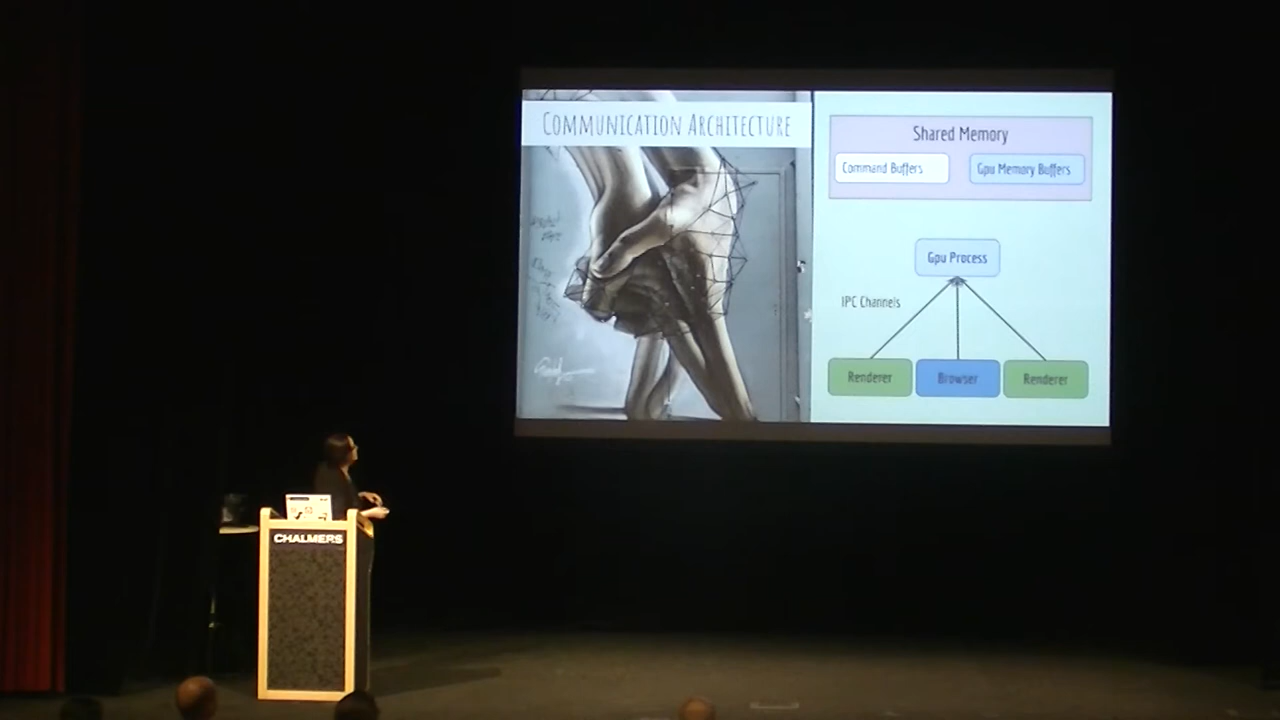 COMMUNICATION ARCHITECTURE
Shared Memory
Command Buffers
Gpu Memory Buffers
Gpu Process
IPC Channels
Renderer
Browser
Renderer
CHALMERS